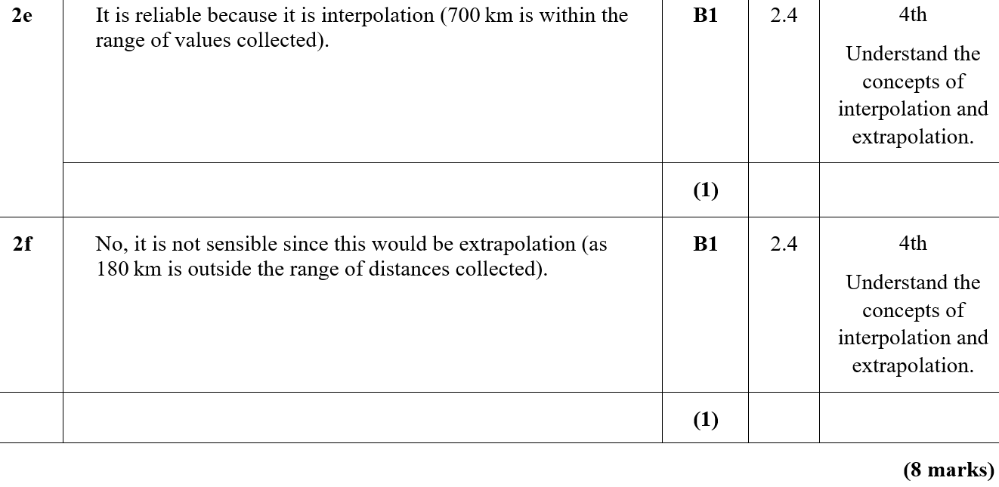 2e It is reliable because it is interpolation (700 km is within the B1 2.4 4th
range of values collected).
Understand the
concepts of
interpolation and
extrapolation.
(1)
2f No, it is not sensible since this would be extrapolation (as B1 2.4 4th
180 km is outside the range of distances collected).
Understand the
concepts of
interpolation and
extrapolation.
(1)
(8 marks)